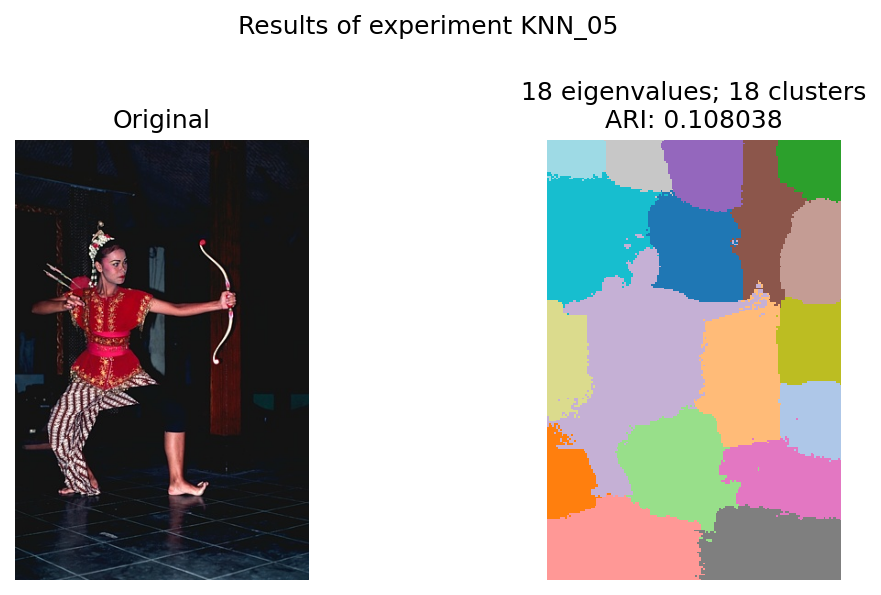 Results of experiment KNN_05
Original
18 eigenvalues; 18 clusters
ARI: 0.108038